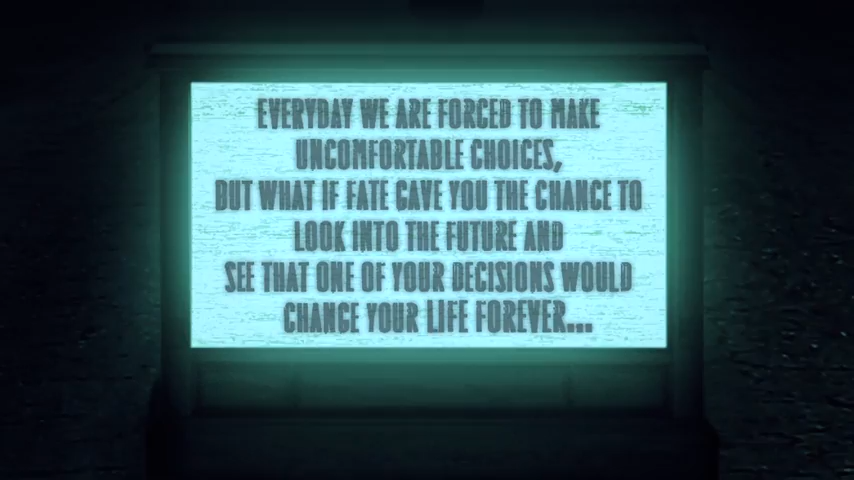 EVERYDAY WE ARE FORCED TO MAKE
UNCOMFORTABLE CHOICES,
BUT WHAT IF FATE GAVE YOU THE CHANCE TO
LOOK INTO THE FUTURE AND
SEE THAT ONE OF YOUR DECISIONS WOULD
CHANGE YOUR LIFE FOREVER...